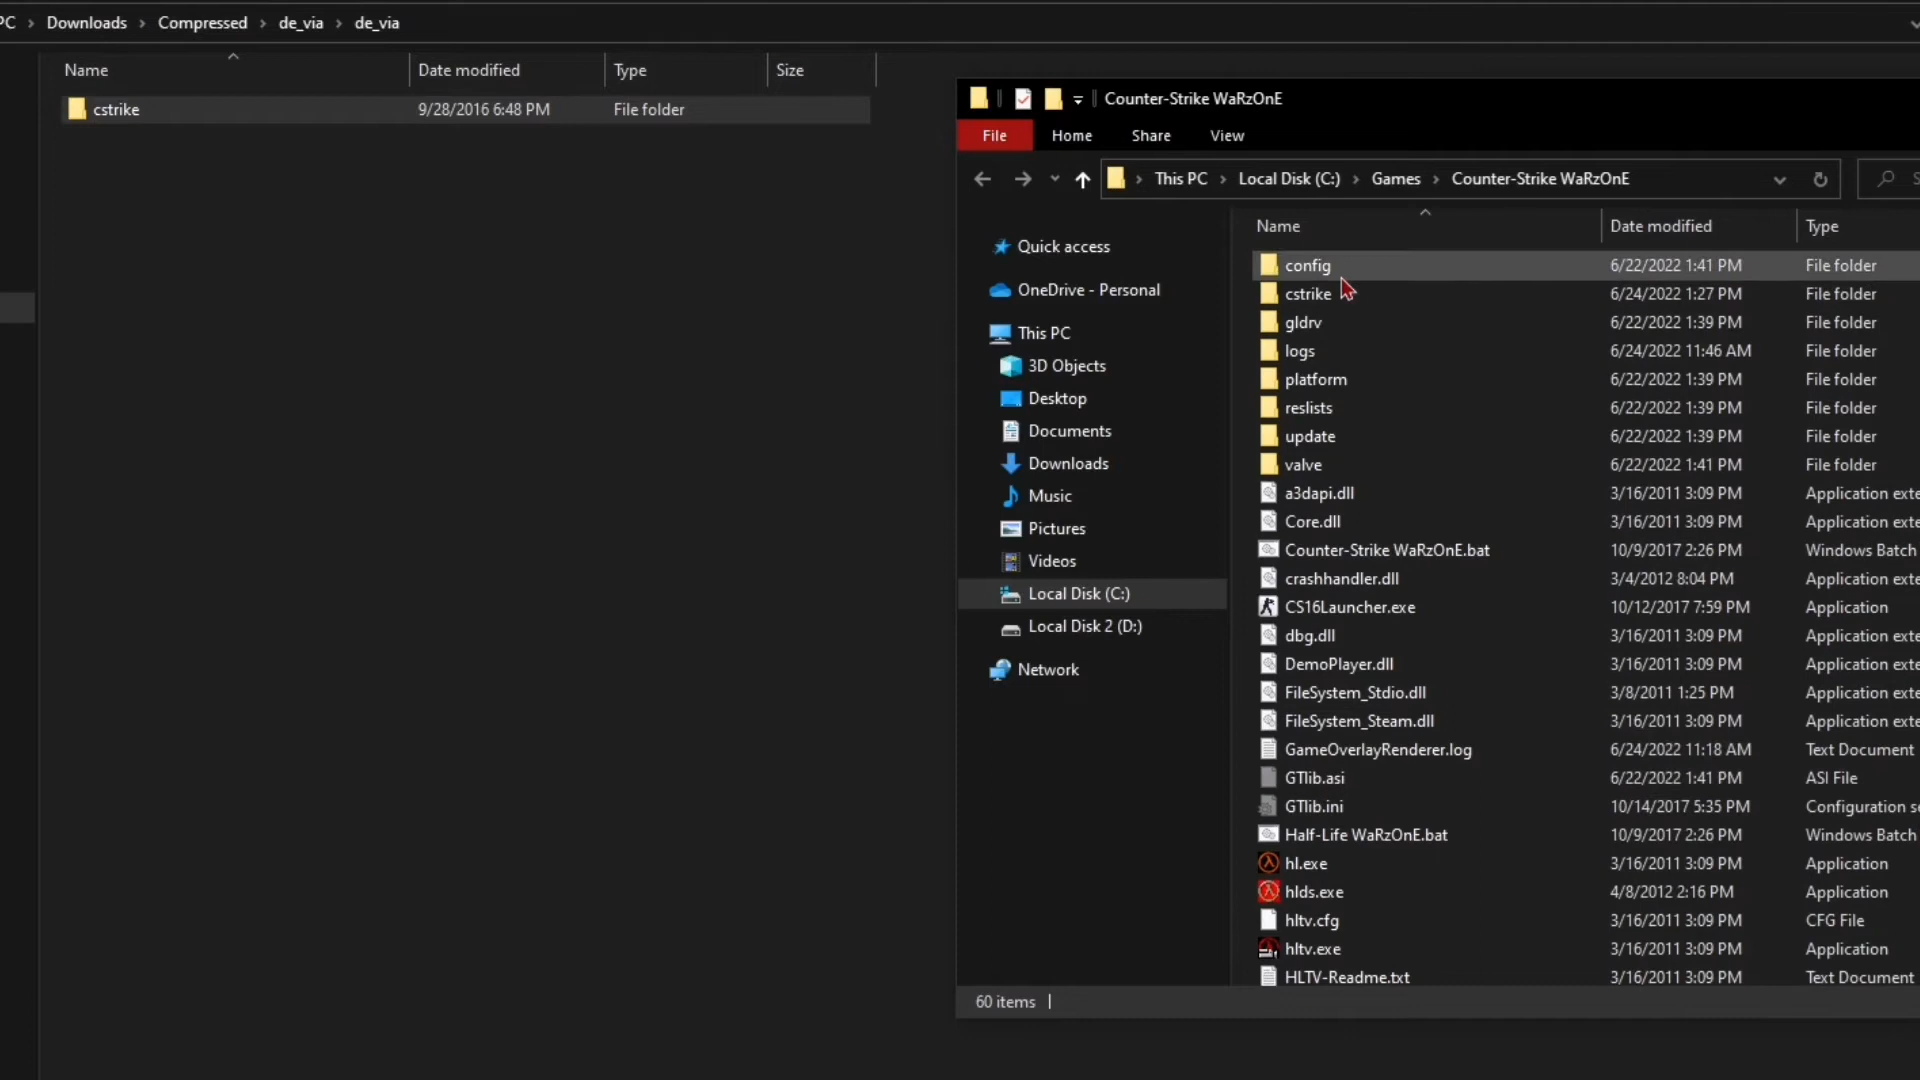 PC > Downloads > Compressed > de_via > de_via
Name Date modified Type Size
cstrike 9/28/2016 6:48 PM File folder
Counter-Strike WaRzOnE
File Home Share View
This PC > Local Disk (C:) > Games > Counter-Strike WaRzOnE S
Quick access
OneDrive - Personal
This PC
3D Objects
Desktop
Documents
Downloads
Music
Pictures
Videos
Local Disk (C:)
Local Disk 2 (D:)
Network
Name Date modified Type
config 6/22/2022 1:41 PM File folder
cstrike 6/24/2022 1:27 PM File folder
gldrv 6/22/2022 1:39 PM File folder
logs 6/24/2022 11:46 AM File folder
platform 6/22/2022 1:39 PM File folder
reslists 6/22/2022 1:39 PM File folder
update 6/22/2022 1:39 PM File folder
valve 6/22/2022 1:41 PM File folder
a3dapi.dll 3/16/2011 3:09 PM Application exte
Core.dll 3/16/2011 3:09 PM Application exte
Counter-Strike WaRzOnE.bat 10/9/2017 2:26 PM Windows Batch
crashhandler.dll 3/4/2012 8:04 PM Application exte
CS16Launcher.exe 10/12/2017 7:59 PM Application
dbg.dll 3/16/2011 3:09 PM Application exte
DemoPlayer.dll 3/16/2011 3:09 PM Application exte
FileSystem_Stdio.dll 3/8/2011 1:25 PM Application exte
FileSystem_Steam.dll 3/16/2011 3:09 PM Application exte
GameOverlayRenderer.log 6/24/2022 11:18 AM Text Document
GTlib.asi 6/22/2022 1:41 PM ASI File
GTlib.ini 10/14/2017 5:35 PM Configuration se
Half-Life WaRzOnE.bat 10/9/2017 2:26 PM Windows Batch
hl.exe 3/16/2011 3:09 PM Application
hlds.exe 4/8/2012 2:16 PM Application
hltv.cfg 3/16/2011 3:09 PM CFG File
hltv.exe 3/16/2011 3:09 PM Application
HLTV-Readme.txt 3/16/2011 3:09 PM Text Document
60 items